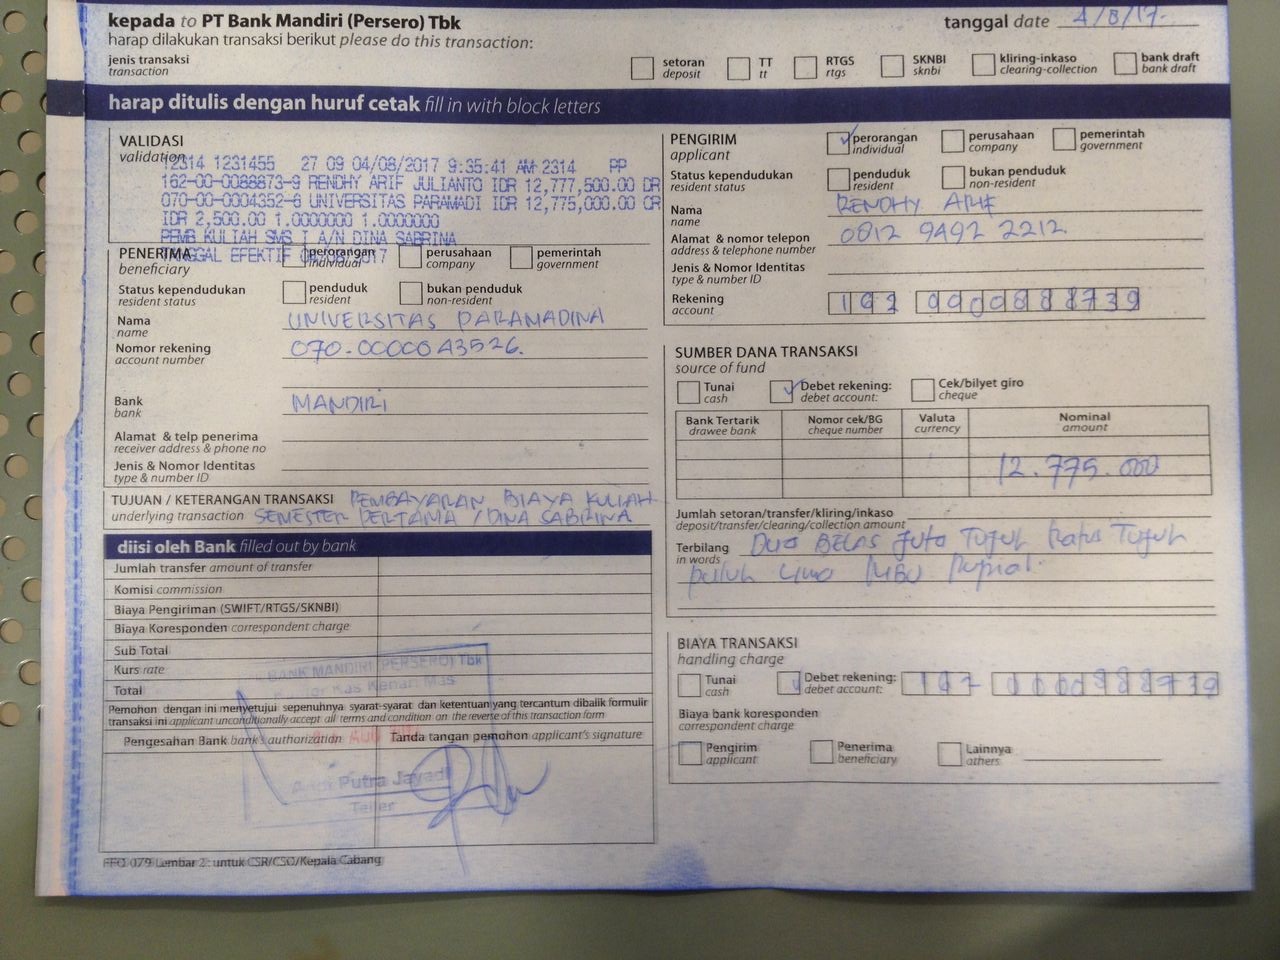 kepada to PT Bank Mandiri (Persero) Tbk
tanggal date 4/8/17.
harap dilakukan transaksi berikut please do this transaction:
jenis transaksi
transaction
setoran
deposit
TT
tt
RTGS
rtgs
SKNBI
sknbi
kliring-inkaso
clearing-collection
bank draft
bank draft
harap ditulis dengan huruf cetak fill in with block letters
VALIDASI
validation
12314 1231455 27 09 04/08/2017 9:35:41 AM 2314 PP
162-00-0088873-9 RENDHY ARIF JULIANTO IDR 12,777,500.00 DR
070-00-0004352-6 UNIVERSITAS PARAMADI IDR 12,775,000.00 CR
IDR 2,500.00 1.0000000 1.0000000
PEMB KULIAH SMS I A/N DINA SABRINA
TANGGAL EFEKTIF 04/08/2017
PENERIMA
beneficiary
perorangan
individual
perusahaan
company
pemerintah
government
Status kependudukan
resident status
penduduk
resident
bukan penduduk
non-resident
Nama
name
UNIVERSITAS PARAMADINA
Nomor rekening
account number
070-0000043526.
Bank
bank
MANDIRI
Alamat & telp penerima
receiver address & phone no
Jenis & Nomor Identitas
type & number ID
TUJUAN / KETERANGAN TRANSAKSI PEMBAYARAN BIAYA KULIAH
underlying transaction SEMESTER PERTAMA / DINA SABRINA
diisi oleh Bank filled out by bank
Jumlah transfer amount of transfer
Komisi commission
Biaya Pengiriman (SWIFT/RTGS/SKNBI)
Biaya Koresponden correspondent charge
Sub Total
Kurs rate
Total
BANK MANDIRI (PERSERO) Tbk
Kantor Kas Kenari Mas
Pemohon dengan ini menyetujui sepenuhnya syarat-syarat dan ketentuan yang tercantum dibalik formulir
transaksi ini applicant unconditionally accept all terms and condition on the reverse of this transaction form
Pengesahan Bank bank's authorization
AUG
Tanda tangan pemohon applicant's signature
Putra Jayadi
Teller
FFO 079 Lembar 2 : untuk CSR/CSO/Kepala Cabang
PENGIRIM
applicant
perorangan
individual
perusahaan
company
pemerintah
government
Status kependudukan
resident status
penduduk
resident
bukan penduduk
non-resident
Nama
name
RENDHY ARIF
Alamat & nomor telepon
address & telephone number
0812 9492 2212
Jenis & Nomor Identitas
type & number ID
Rekening
account
162 0000888739
SUMBER DANA TRANSAKSI
source of fund
Tunai
cash
Debet rekening:
debet account:
Cek/bilyet giro
cheque
Bank Tertarik
drawee bank
Nomor cek/BG
cheque number
Valuta
currency
Nominal
amount
12.775.000
Jumlah setoran/transfer/kliring/inkaso
deposit/transfer/clearing/collection amount
Terbilang
in words
Dua BELAS Juta Tujuh Ratus Tujuh
puluh Lima RIBU Rupiah.
BIAYA TRANSAKSI
handling charge
Tunai
cash
Debet rekening:
debet account:
162 0000888739
Biaya bank koresponden
correspondent charge
Pengirim
applicant
Penerima
beneficiary
Lainnya
others